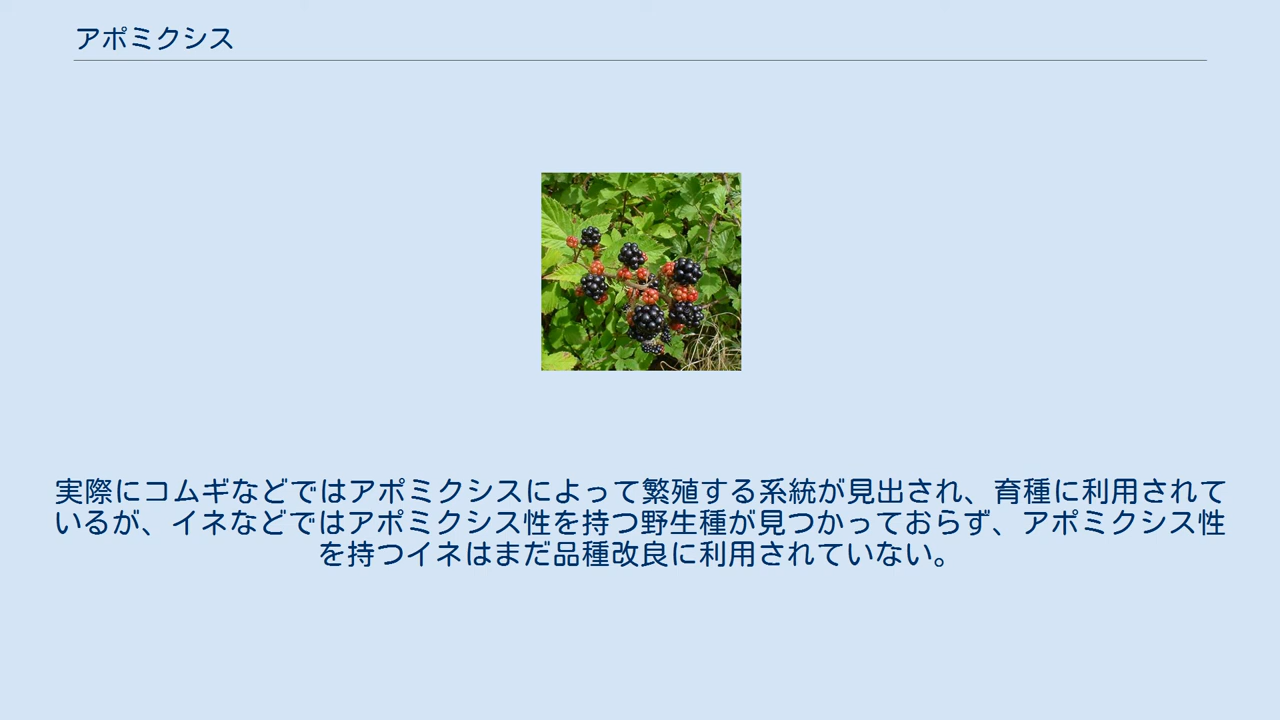 アポミクシス
実際にコムギなどではアポミクシスによって繁殖する系統が見出され、育種に利用されて
いるが、イネなどではアポミクシス性を持つ野生種が見つかっておらず、アポミクシス性
を持つイネはまだ品種改良に利用されていない。